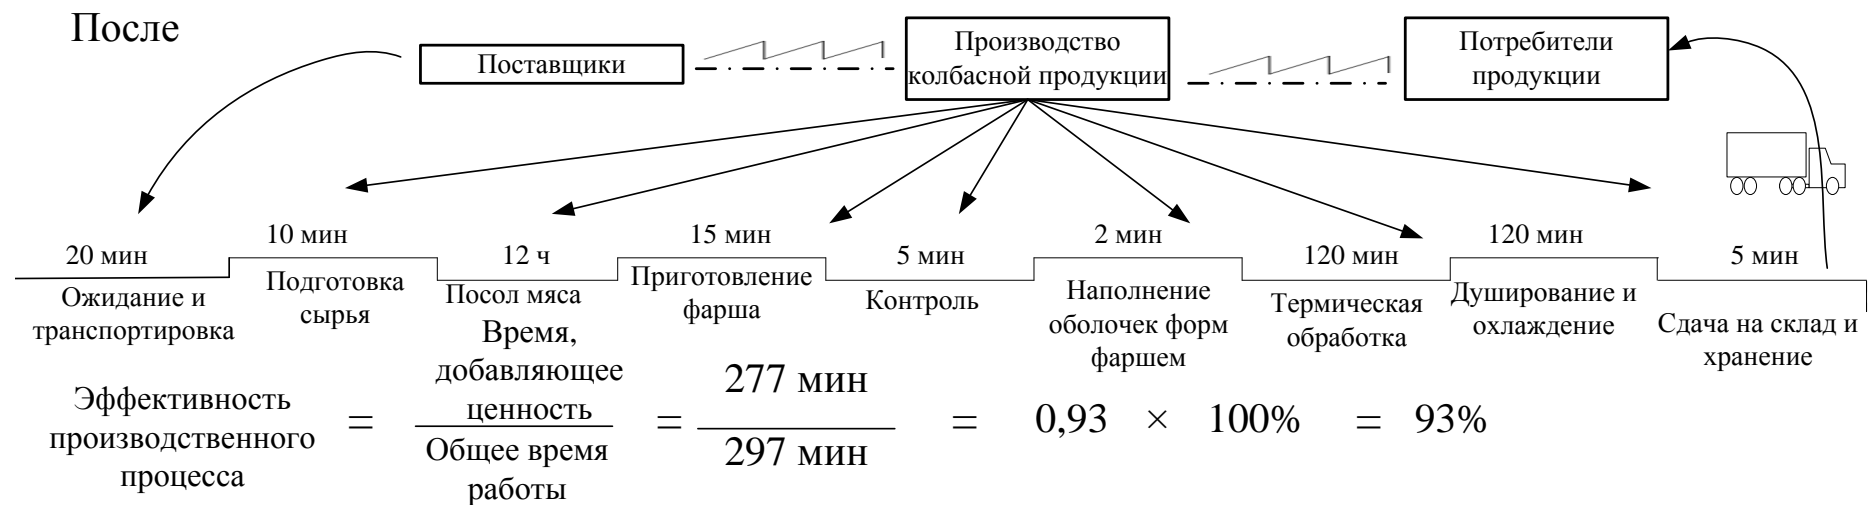 После
Поставщики
Производство
колбасной продукции
Потребители
продукции
20 мин
10 мин
12 ч
15 мин
5 мин
2 мин
120 мин
120 мин
5 мин
Ожидание и
транспортировка
Подготовка
сырья
Посол мяса
Приготовление
фарша
Контроль
Наполнение
оболочек форм
фаршем
Термическая
обработка
Душирование и
охлаждение
Сдача на склад и
хранение
Эффективность
производственного
процесса
=
Время,
добавляющее
ценность
Общее время
работы
=
277 мин
297 мин
= 0,93 × 100% = 93%